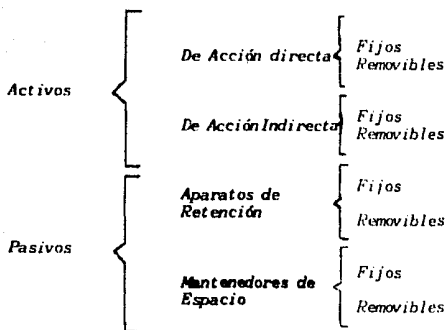 Activos
De Acción directa
Fijos
Removibles
De Acción Indirecta
Fijos
Removibles
Pasivos
Aparatos de
Retención
Fijos
Removibles
Mantenedores de
Espacio
Fijos
Removibles